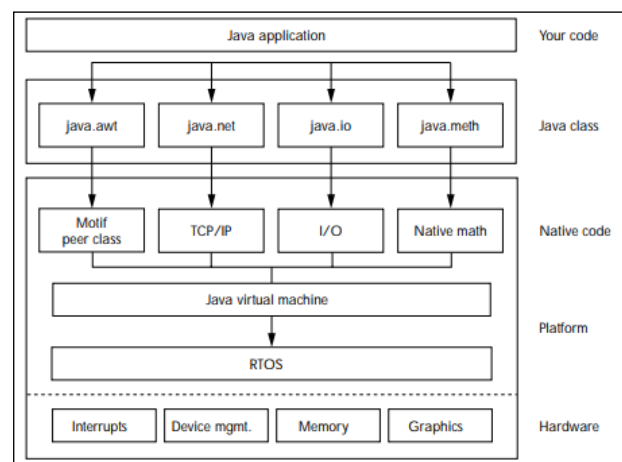 Java application
Your code
java.awt
java.net
java.io
java.meth
Java class
Motif
peer class
TCP/IP
I/O
Native math
Native code
Java virtual machine
Platform
RTOS
Interrupts
Device mgmt.
Memory
Graphics
Hardware